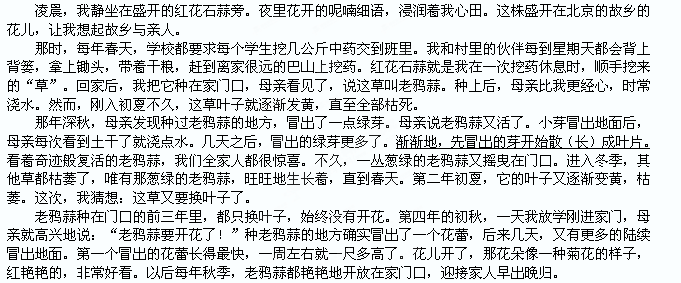 凌晨，我静坐在盛开的红花石蒜旁。夜里花开的呢喃细语，浸润着我心田。这株盛开在北京的故乡的
花儿，让我想起故乡与亲人。
那时，每年春天，学校都要求每个学生挖几公斤中药交到班里。我和村里的伙伴每到星期天都会背上
背篓，拿上锄头，带着干粮，赶到离家很远的巴山上挖药。红花石蒜就是我在一次挖药休息时，顺手挖来
的“草”。回家后，我把它种在家门口，母亲看见了，说这草叫老鸦蒜。种上后，母亲比我更经心，时常
浇水。然而，刚入初夏不久，这草叶子就逐渐发黄，直至全部枯死。
那年深秋，母亲发现种过老鸦蒜的地方，冒出了一点绿芽。母亲说老鸦蒜又活了。小芽冒出地面后，
母亲每次看到土干了就浇点水。几天之后，冒出的绿芽更多了。渐渐地，先冒出的芽开始散（长）成叶片。
看着奇迹般复活的老鸦蒜，我们全家人都很惊喜。不久，一丛葱绿的老鸦蒜又摇曳在门口。进入冬季，其
他草都枯萎了，唯有那葱绿的老鸦蒜，旺旺地生长着，直到春天。第二年初夏，它的叶子又逐渐变黄，枯
萎。这次，我猜想：这草又要换叶子了。
老鸦蒜种在门口的前三年里，都只换叶子，始终没有开花。第四年的初秋，一天我放学刚进家门，母
亲就高兴地说：“老鸦蒜要开花了！”种老鸦蒜的地方确实冒出了一个花蕾，后来几天，又有更多的陆续
冒出地面。第一个冒出的花蕾长得最快，一周左右就一尺多高了。花儿开了，那花朵像一种菊花的样子，
红艳艳的，非常好看。以后每年秋季，老鸦蒜都艳艳地开放在家门口，迎接家人早出晚归。